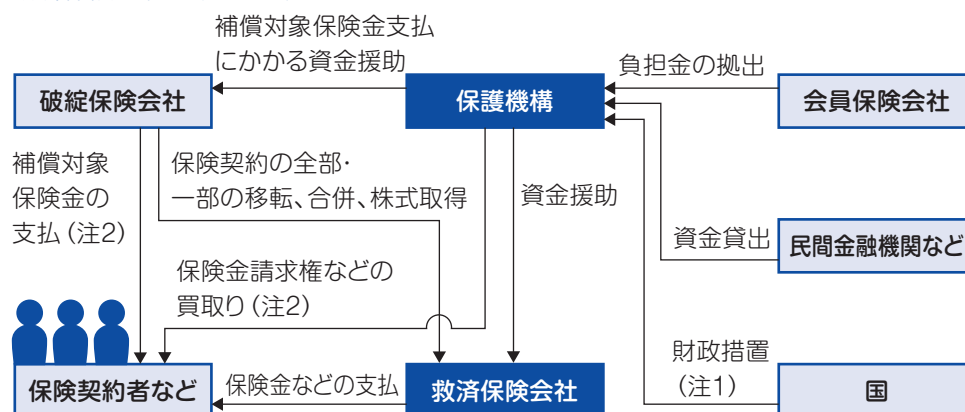 補償対象保険金支払
にかかる資金援助
負担金の拠出
破綻保険会社
保護機構
会員保険会社
補償対象
保険金の
支払(注2)
保険契約の全部・
一部の移転、合併、株式取得
資金援助
資金貸出
民間金融機関など
保険金請求権などの
買取り(注2)
財政措置
(注1)
保険契約者など
保険金などの支払
救済保険会社
国